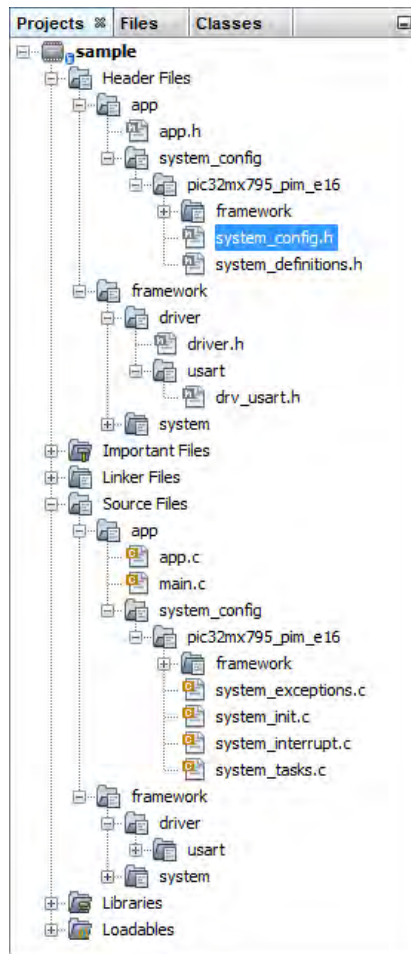 Projects Files Classes
sample
Header Files
app
app.h
system_config
pic32mx795_pim_e16
framework
system_config.h
system_definitions.h
framework
driver
driver.h
usart
drv_usart.h
system
Important Files
Linker Files
Source Files
app
app.c
main.c
system_config
pic32mx795_pim_e16
framework
system_exceptions.c
system_init.c
system_interrupt.c
system_tasks.c
framework
driver
usart
system
Libraries
Loadables